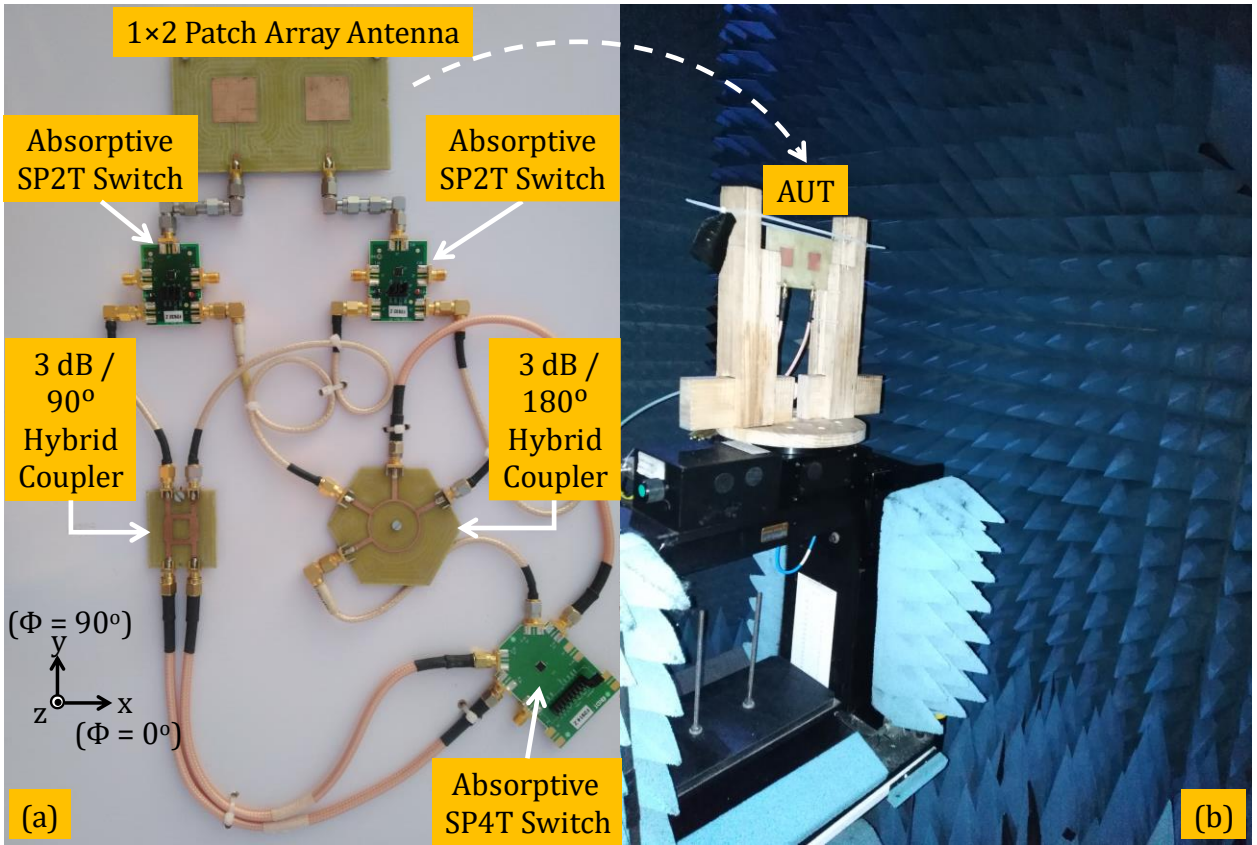 1×2 Patch Array Antenna
Absorptive
SP2T Switch
Absorptive
SP2T Switch
AUT
3 dB /
90º
Hybrid
Coupler
3 dB /
180º
Hybrid
Coupler
(Φ = 90º)
y
z
x
(Φ = 0º)
Absorptive
SP4T Switch
(a)
(b)